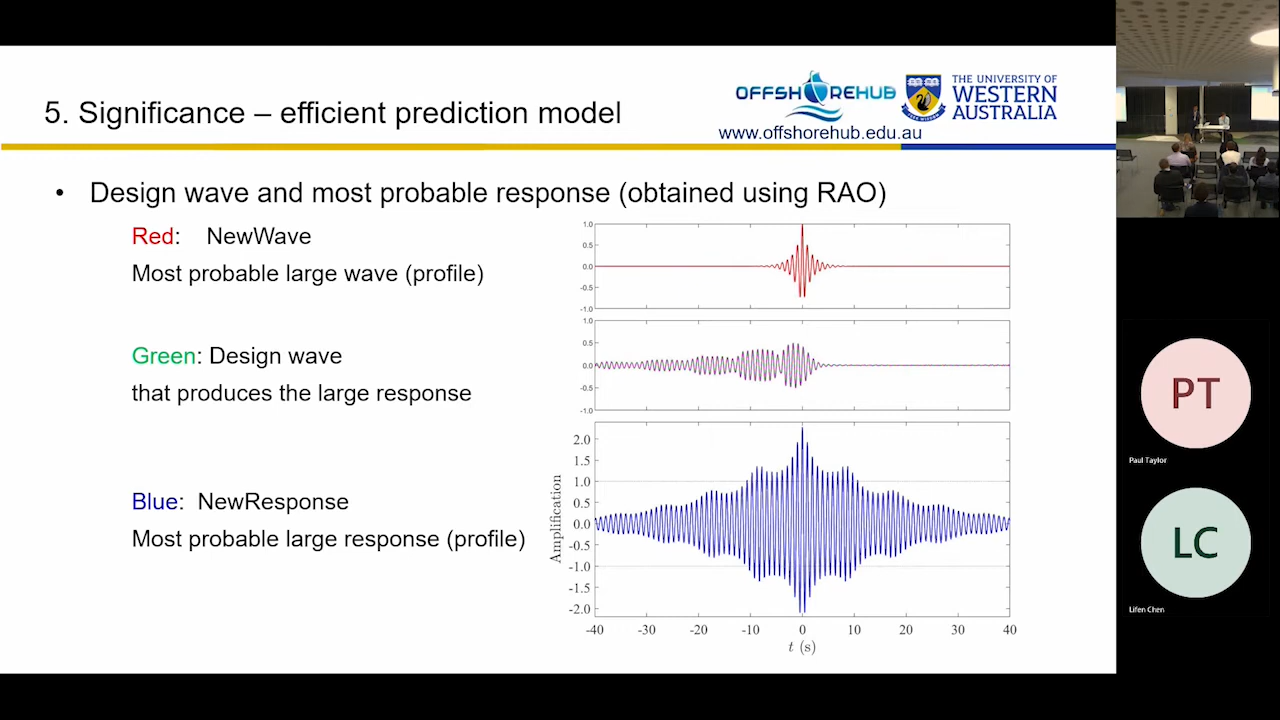 5. Significance – efficient prediction model
OFFSHOREHUB
www.offshorehub.edu.au
THE UNIVERSITY OF
WESTERN
AUSTRALIA
• Design wave and most probable response (obtained using RAO)
Red: NewWave
Most probable large wave (profile)
Green: Design wave
that produces the large response
Blue: NewResponse
Most probable large response (profile)
1.0
0.5
0.0
-0.5
-1.0
1.0
0.5
0.0
-0.5
-1.0
Amplification
2.0
1.5
1.0
0.5
0.0
-0.5
-1.0
-1.5
-2.0
-40 -30 -20 -10 0 10 20 30 40
t (s)
PT
Paul Taylor
LC
Lifen Chen